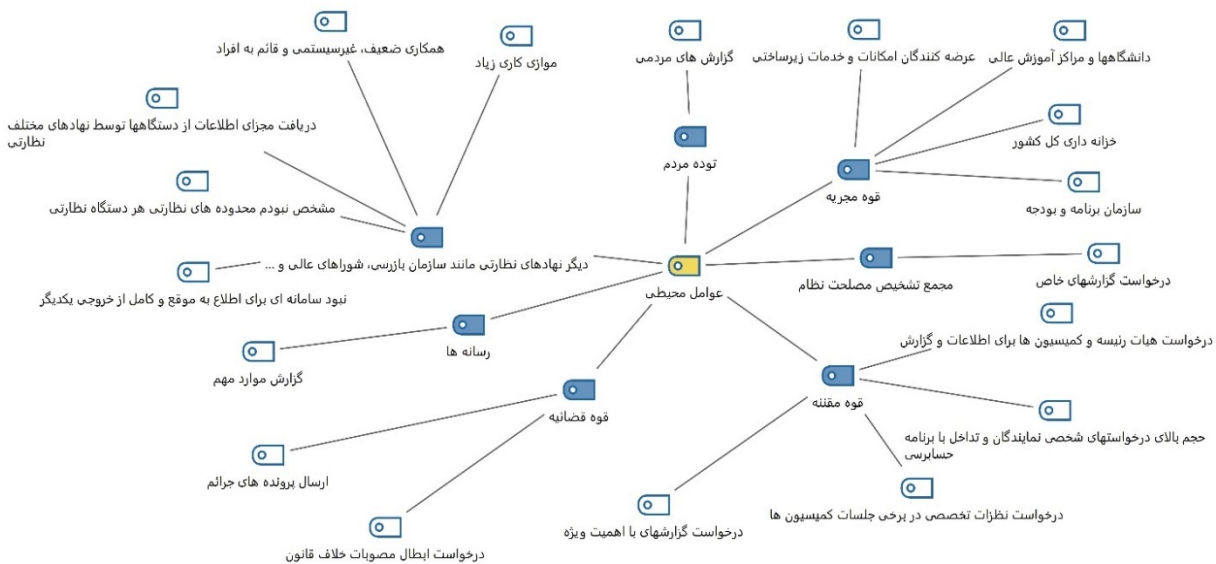 همکاری ضعیف، غیرسیستمی و قائم به افراد
موازی کاری زیاد
گزارش های مردمی
عرضه کنندگان امکانات و خدمات زیرساختی
دانشگاهها و مراکز آموزش عالی
دریافت مجزای اطلاعات از دستگاهها توسط نهادهای مختلف
نظارتی
خزانه داری کل کشور
توده مردم
قوه مجریه
سازمان برنامه و بودجه
مشخص نبودم محدوده های نظارتی هر دستگاه نظارتی
دیگر نهادهای نظارتی مانند سازمان بازرسی، شوراهای عالی و ...
عوامل محیطی
مجمع تشخیص مصلحت نظام
درخواست گزارشهای خاص
نبود سامانه ای برای اطلاع به موقع و کامل از خروجی یکدیگر
رسانه ها
درخواست هیات رئیسه و کمیسیون ها برای اطلاعات و گزارش
گزارش موارد مهم
قوه قضائیه
قوه مقننه
حجم بالای درخواستهای شخصی نمایندگان و تداخل با برنامه
حسابرسی
ارسال پرونده های جرائم
درخواست گزارشهای با اهمیت ویژه
درخواست نظرات تخصصی در برخی جلسات کمیسیون ها
درخواست ابطال مصوبات خلاف قانون